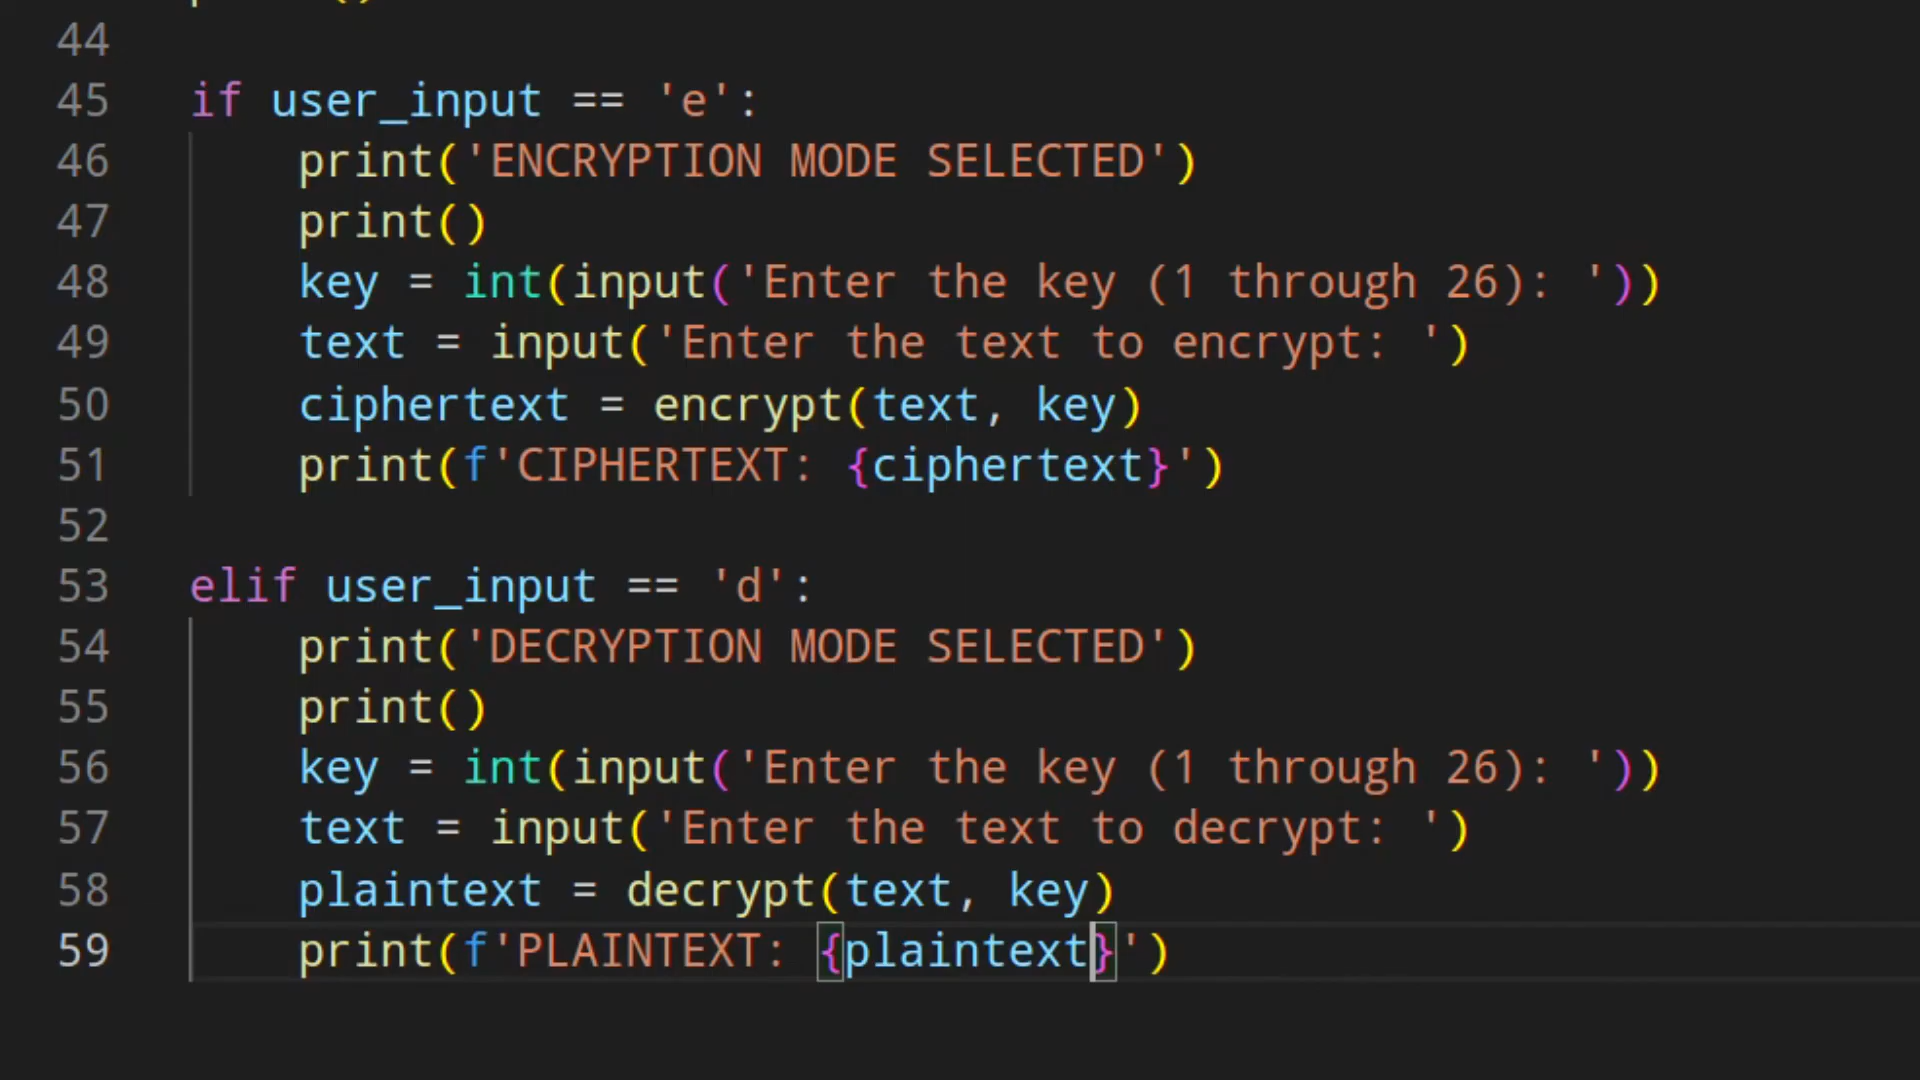 44
45 if user_input == 'e':
46     print('ENCRYPTION MODE SELECTED')
47     print()
48     key = int(input('Enter the key (1 through 26): '))
49     text = input('Enter the text to encrypt: ')
50     ciphertext = encrypt(text, key)
51     print(f'CIPHERTEXT: {ciphertext}')
52
53 elif user_input == 'd':
54     print('DECRYPTION MODE SELECTED')
55     print()
56     key = int(input('Enter the key (1 through 26): '))
57     text = input('Enter the text to decrypt: ')
58     plaintext = decrypt(text, key)
59     print(f'PLAINTEXT: {plaintext}')